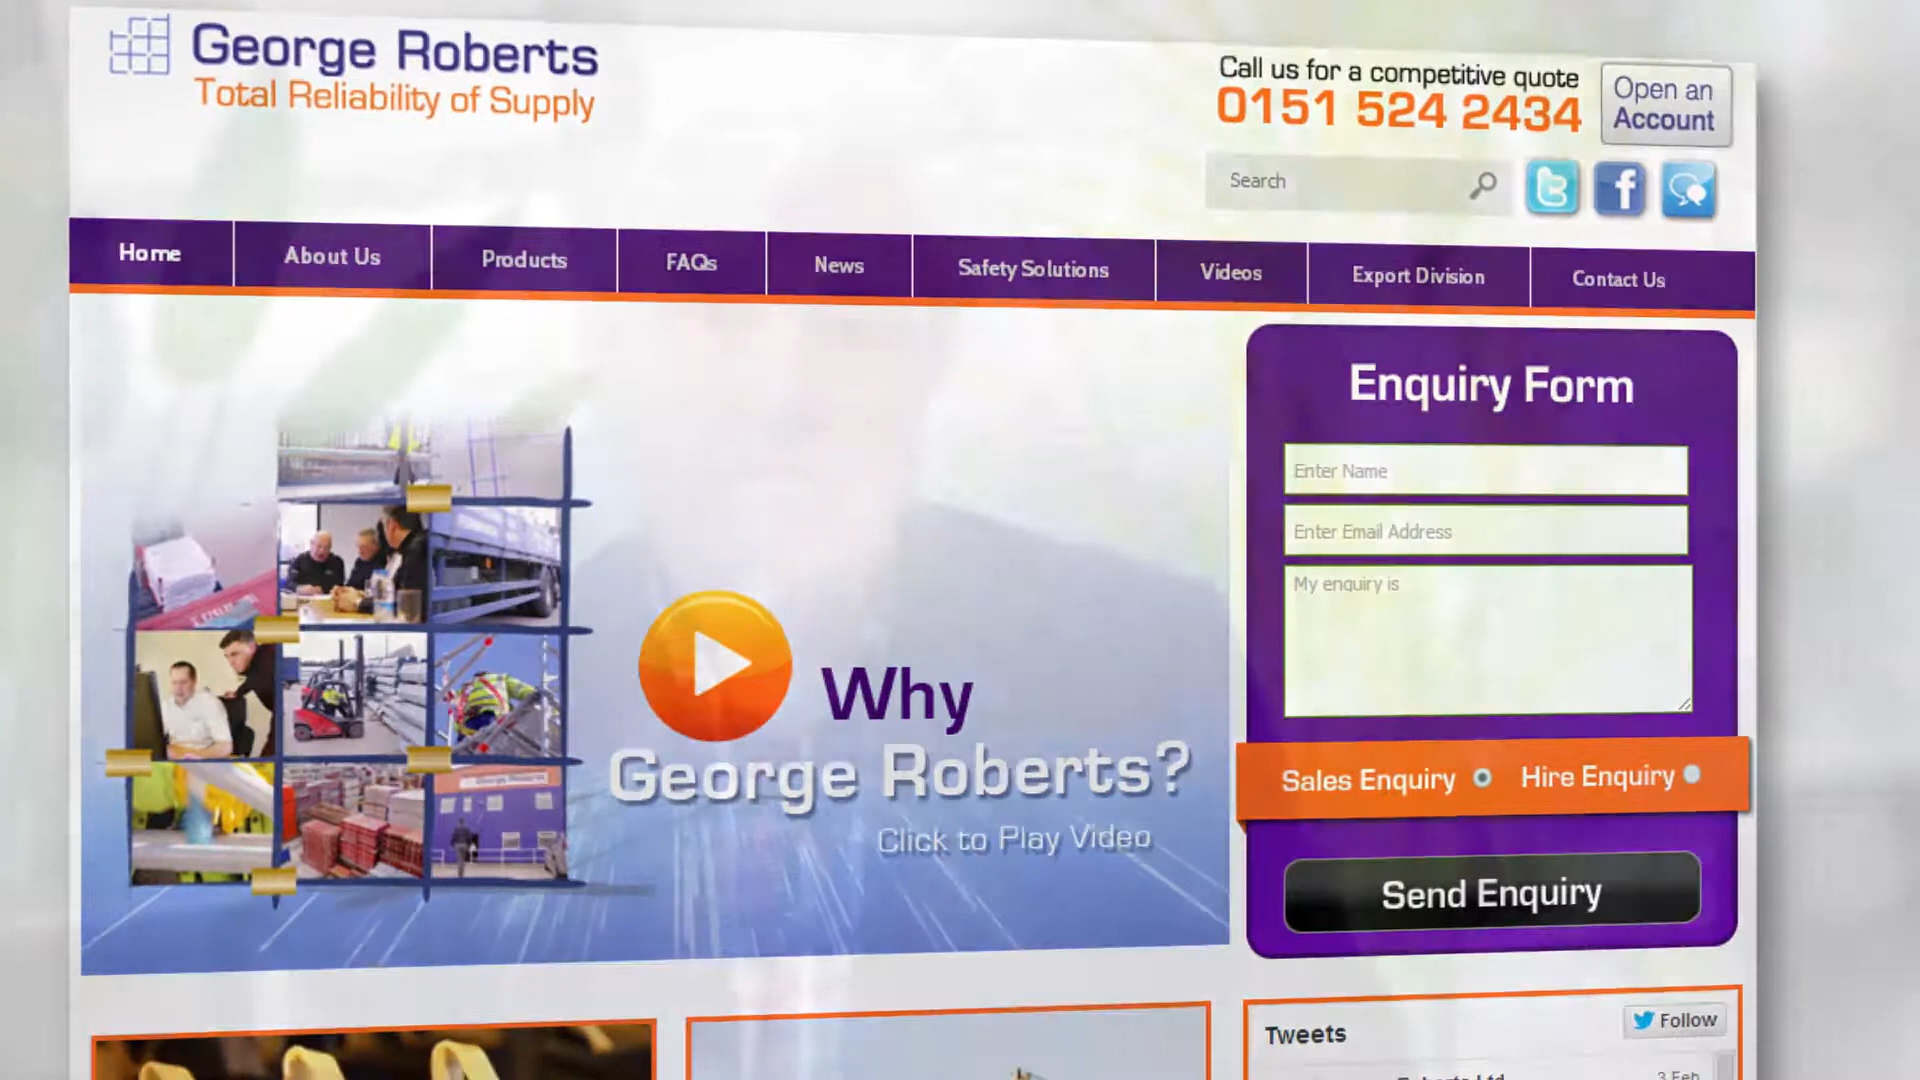 George Roberts
Total Reliability of Supply
Call us for a competitive quote
0151 524 2434
Open an
Account
Search
Home
About Us
Products
FAQs
News
Safety Solutions
Videos
Export Division
Contact Us
Enquiry Form
Enter Name
Enter Email Address
My enquiry is
Why
George Roberts?
Click to Play Video
Sales Enquiry
Hire Enquiry
Send Enquiry
Tweets
Follow
3 Feb